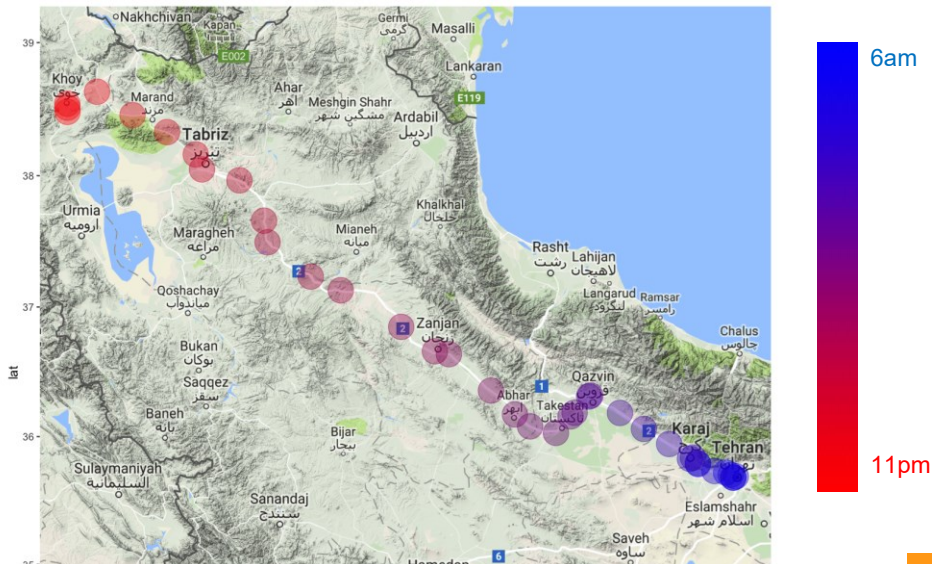 Nakhchivan
Kapan
Germi
گرمی
Masalli
39
E002
Lankaran
6am
Khoy
خوی
Marand
مرند
Ahar
اهر
Meshgin Shahr
مشگین شهر
E119
Ardabil
اردبیل
Tabriz
تبریز
38
Urmia
ارومیه
Khalkhal
خلخال
Maragheh
مراغه
Mianeh
میانه
Rasht
رشت
Lahijan
لاهیجان
2
Qoshachay
میاندوآب
Langarud
لنگرود
Ramsar
رامسر
37
2
Zanjan
زنجان
Chalus
چالوس
Bukan
بوکان
lat
Saqqez
سقز
1
Qazvin
قزوین
Abhar
ابهر
Takestan
تاکستان
Baneh
بانه
2
Karaj
36
Bijar
بیجار
Tehran
تهران
Sulaymaniyah
السليمانية
11pm
Sanandaj
سنندج
Eslamshahr
اسلام شهر
Saveh
ساوه
6
Hamedan
35